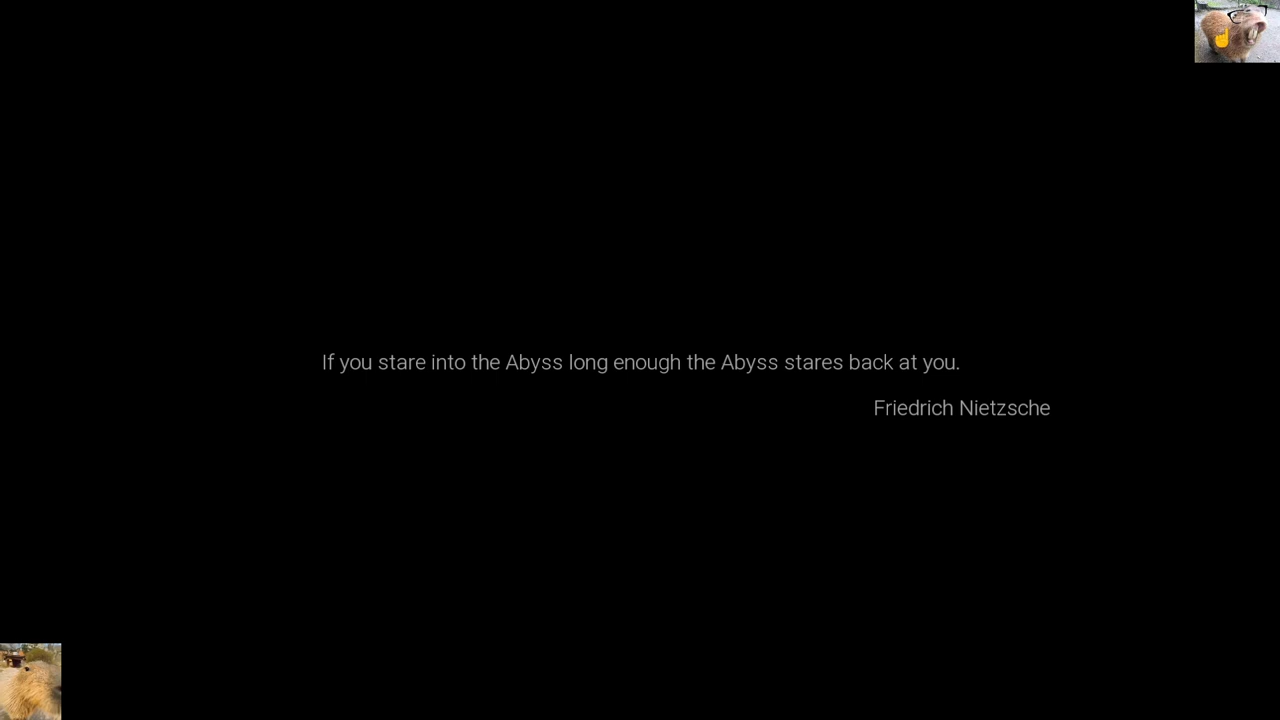 If you stare into the Abyss long enough the Abyss stares back at you.
Friedrich Nietzsche